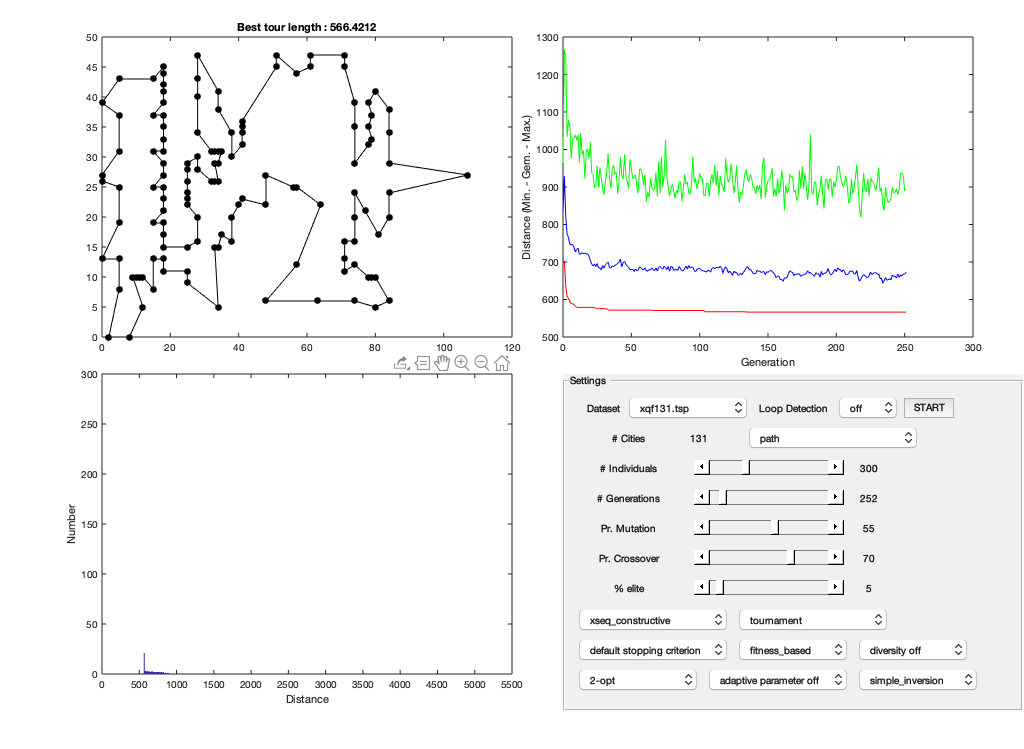 Best tour length : 566.4212
50
45
40
35
30
25
20
15
10
5
0
0 20 40 60 80 100 120
Distance (Min. - Gem. - Max.)
1300
1200
1100
1000
900
800
700
600
500
0 50 100 150 200 250 300
Generation
Number
300
250
200
150
100
50
0
0 500 1000 1500 2000 2500 3000 3500 4000 4500 5000 5500
Distance
Settings
Dataset xqf131.tsp Loop Detection off START
# Cities 131 path
# Individuals 300
# Generations 252
Pr. Mutation 55
Pr. Crossover 70
% elite 5
xseq_constructive tournament
default stopping criterion fitness_based diversity off
2-opt adaptive parameter off simple_inversion